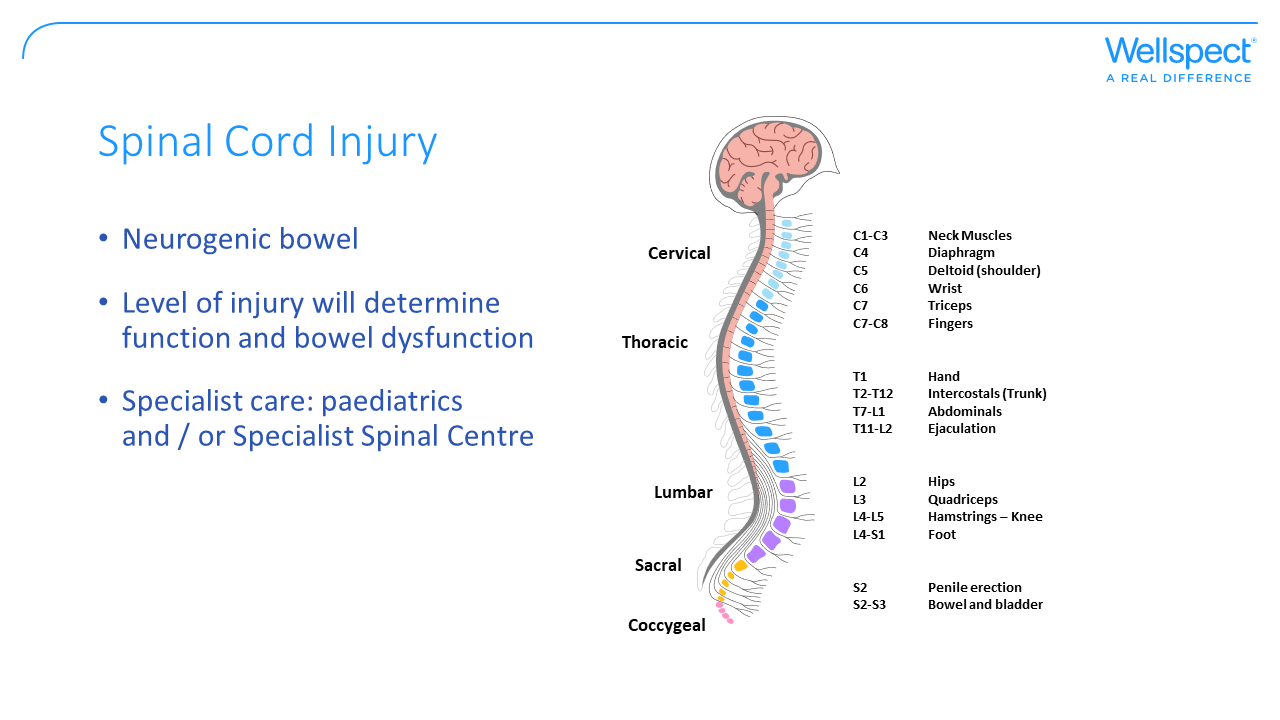 Wellspect®
A REAL DIFFERENCE
Spinal Cord Injury
• Neurogenic bowel
• Level of injury will determine
function and bowel dysfunction
• Specialist care: paediatrics
and / or Specialist Spinal Centre
Cervical
Thoracic
Lumbar
Sacral
Coccygeal
C1-C3 Neck Muscles
C4 Diaphragm
C5 Deltoid (shoulder)
C6 Wrist
C7 Triceps
C7-C8 Fingers
T1 Hand
T2-T12 Intercostals (Trunk)
T7-L1 Abdominals
T11-L2 Ejaculation
L2 Hips
L3 Quadriceps
L4-L5 Hamstrings – Knee
L4-S1 Foot
S2 Penile erection
S2-S3 Bowel and bladder